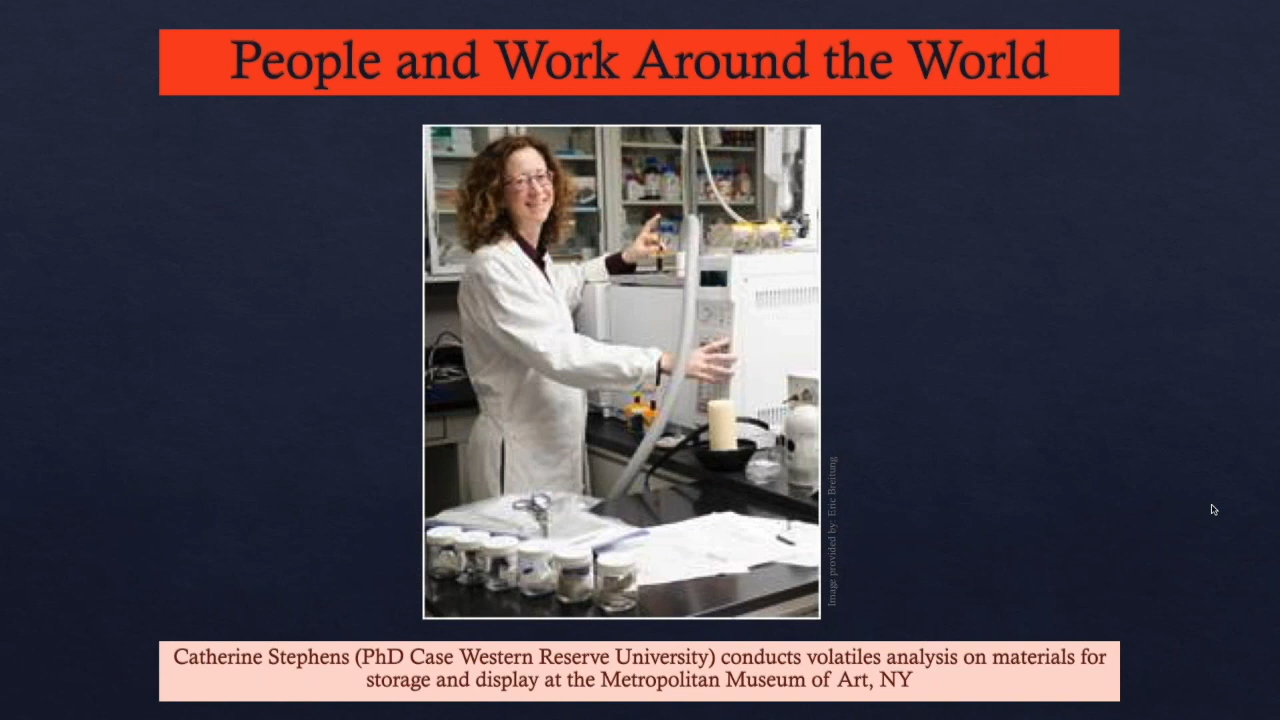 People and Work Around the World
Image provided by: Eric Breitung
Catherine Stephens (PhD Case Western Reserve University) conducts volatiles analysis on materials for
storage and display at the Metropolitan Museum of Art, NY